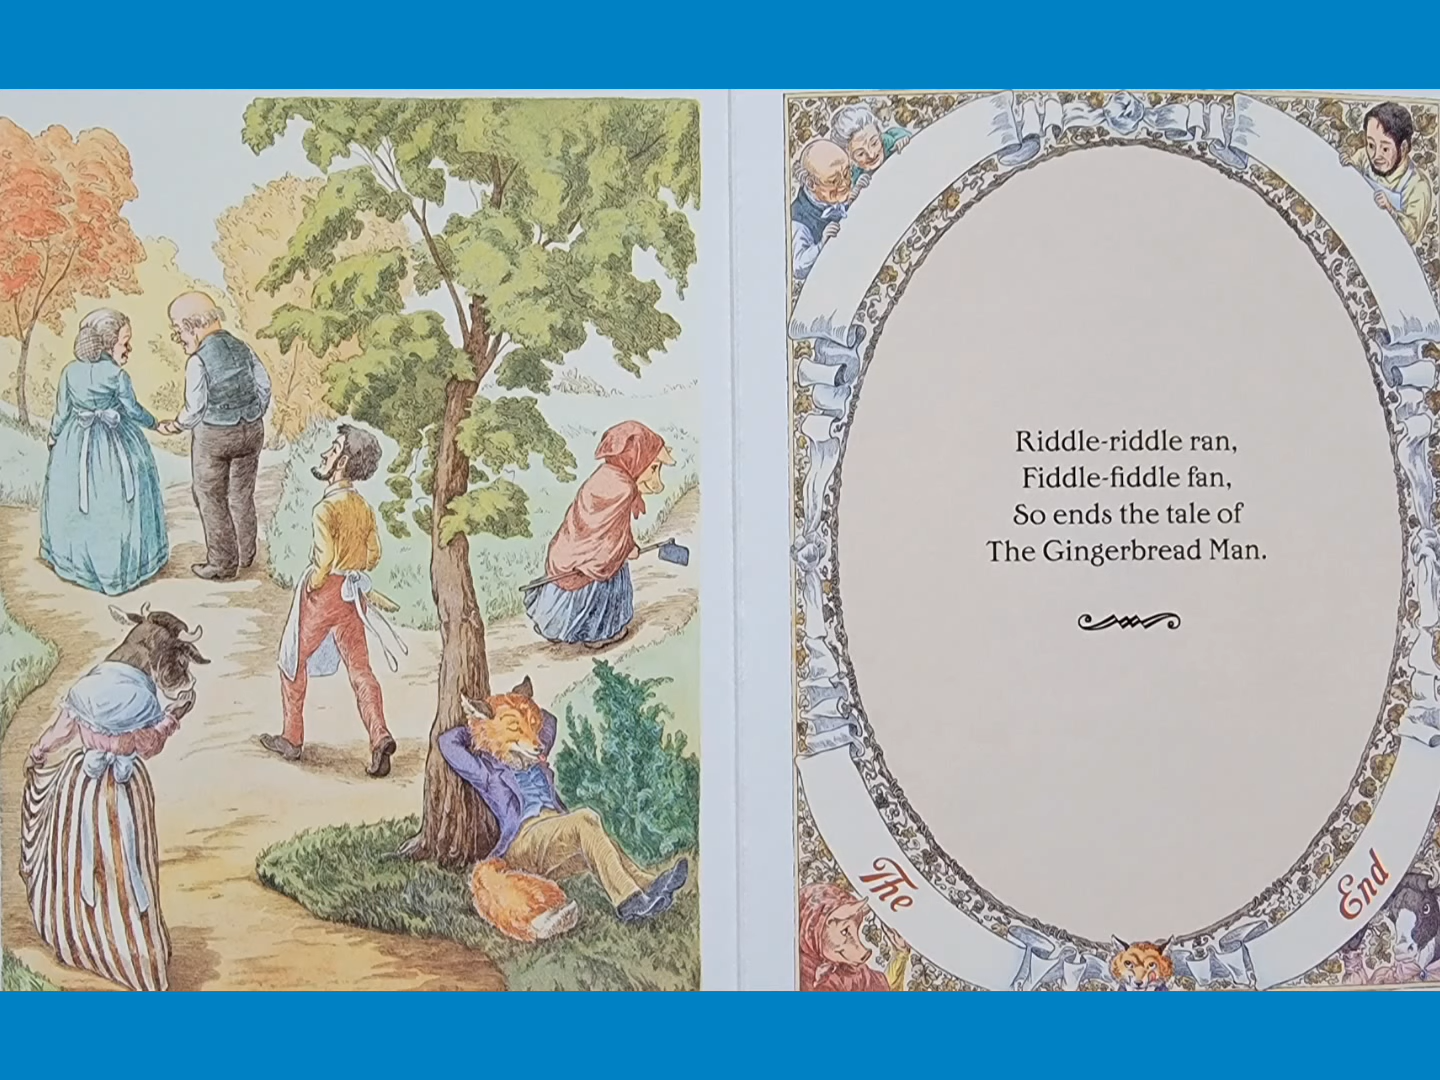 Riddle-riddle ran,
Fiddle-fiddle fan,
So ends the tale of
The Gingerbread Man.
The End